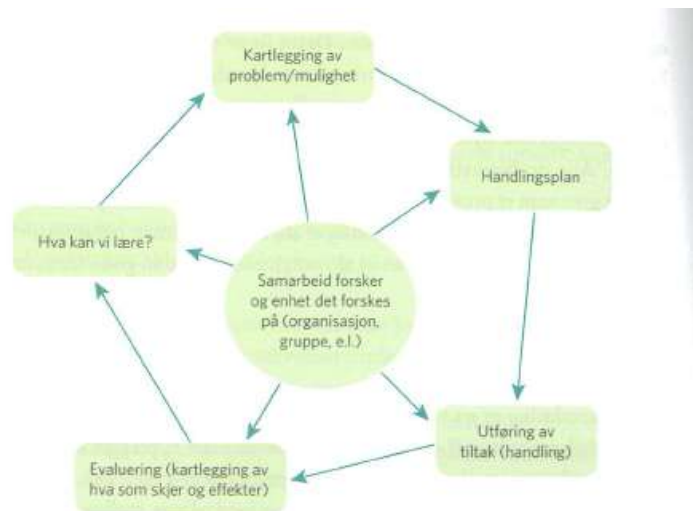 Kartlegging av
problem/mulighet
Handlingsplan
Hva kan vi lære?
Samarbeid forsker
og enhet det forskes
på (organisasjon,
gruppe, e.l.)
Utføring av
tiltak (handling)
Evaluering (kartlegging av
hva som skjer og effekter)